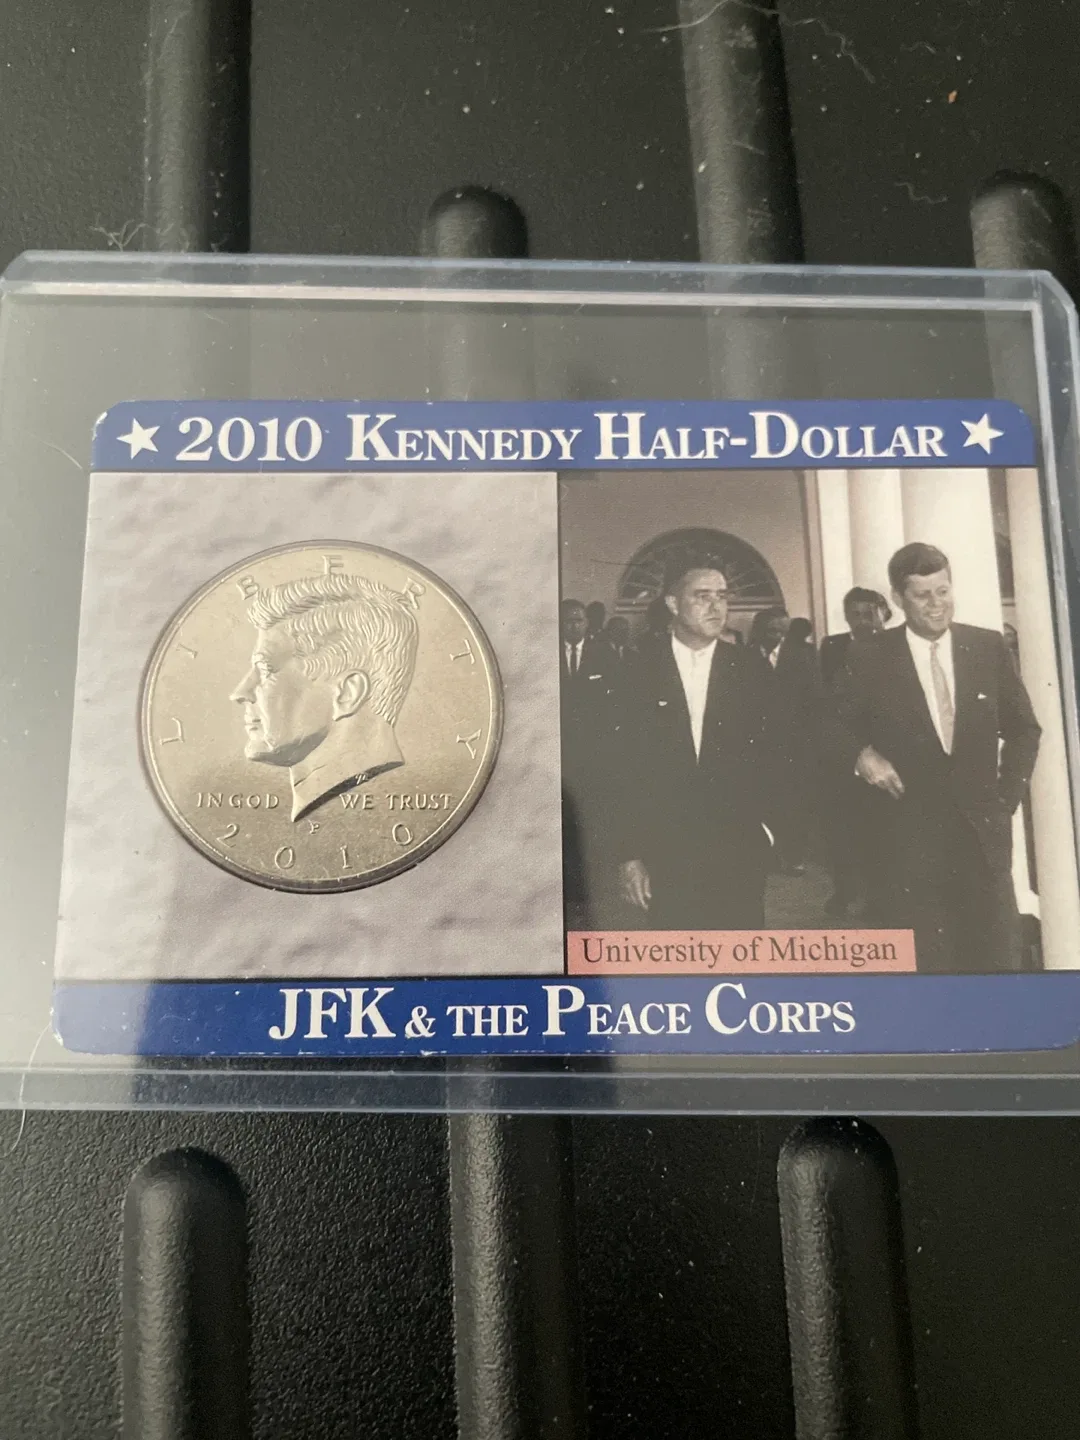 ★ 2010 KENNEDY HALF-DOLLAR ★
LIBERTY
IN GOD WE TRUST
P
2010
University of Michigan
JFK & THE PEACE CORPS